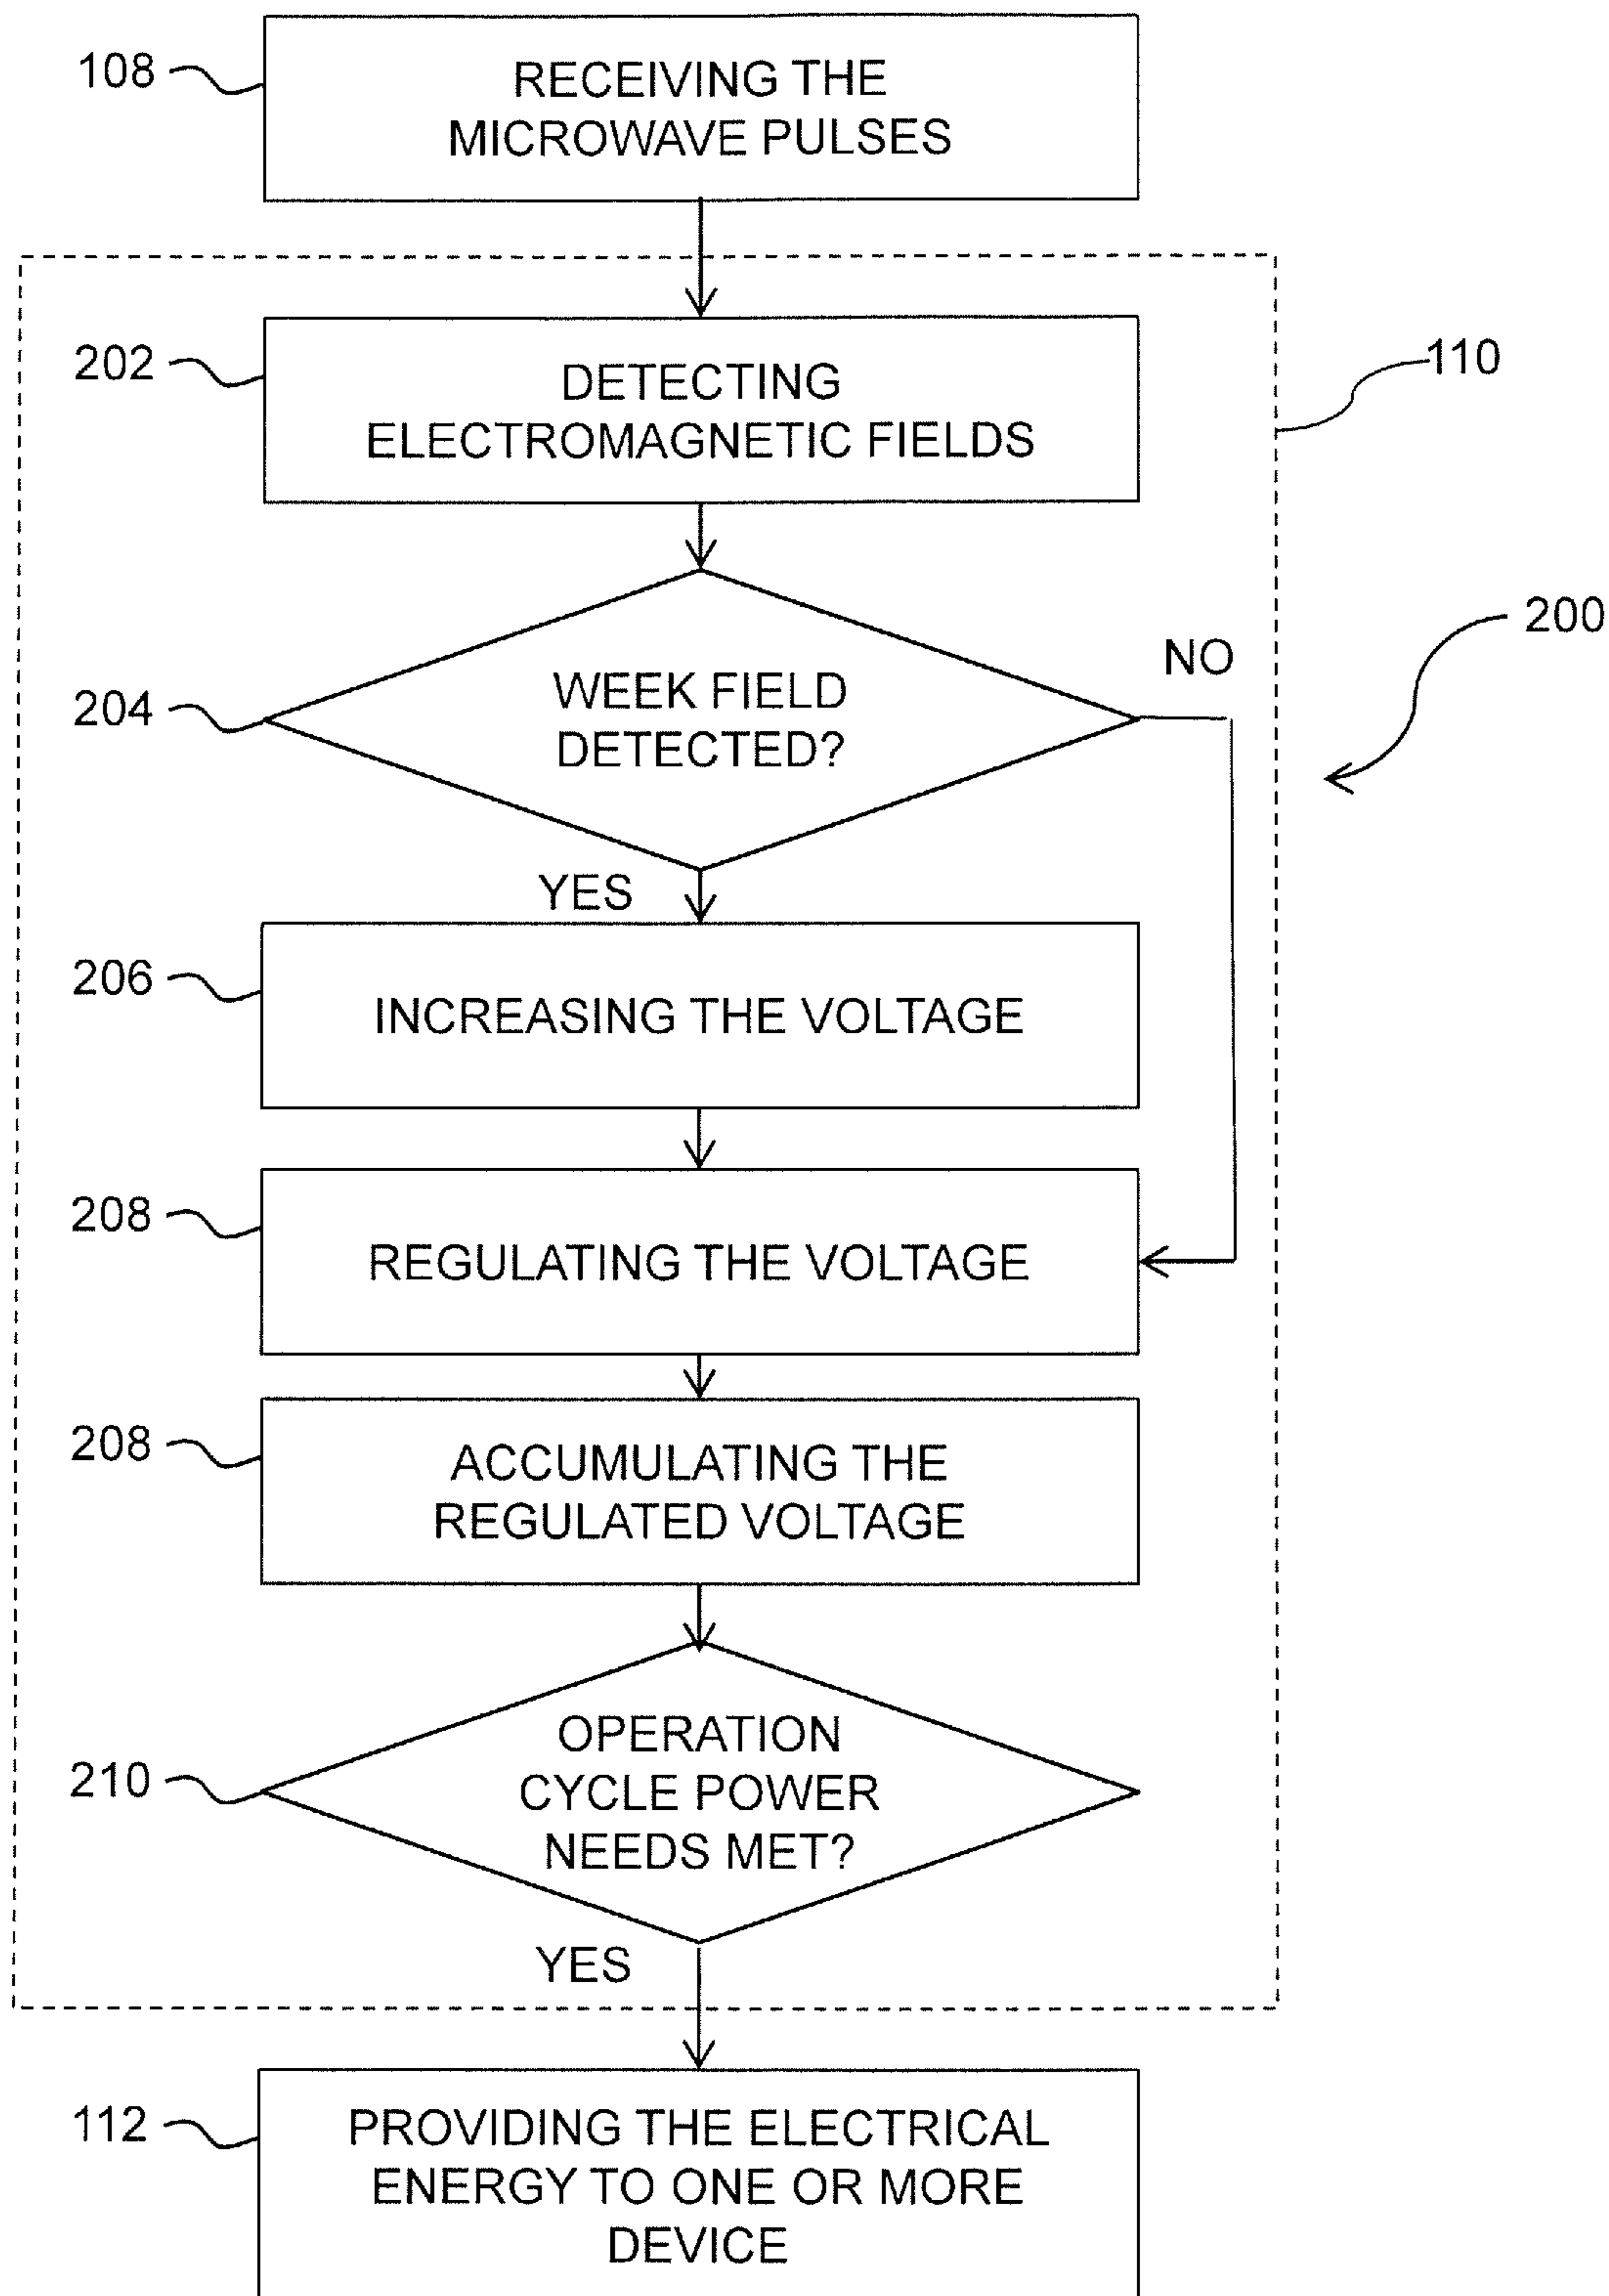 108
RECEIVING THE
MICROWAVE PULSES
202
DETECTING
ELECTROMAGNETIC FIELDS
110
200
204
WEEK FIELD
DETECTED?
NO
YES
206
INCREASING THE VOLTAGE
208
REGULATING THE VOLTAGE
208
ACCUMULATING THE
REGULATED VOLTAGE
210
OPERATION
CYCLE POWER
NEEDS MET?
YES
112
PROVIDING THE ELECTRICAL
ENERGY TO ONE OR MORE
DEVICE